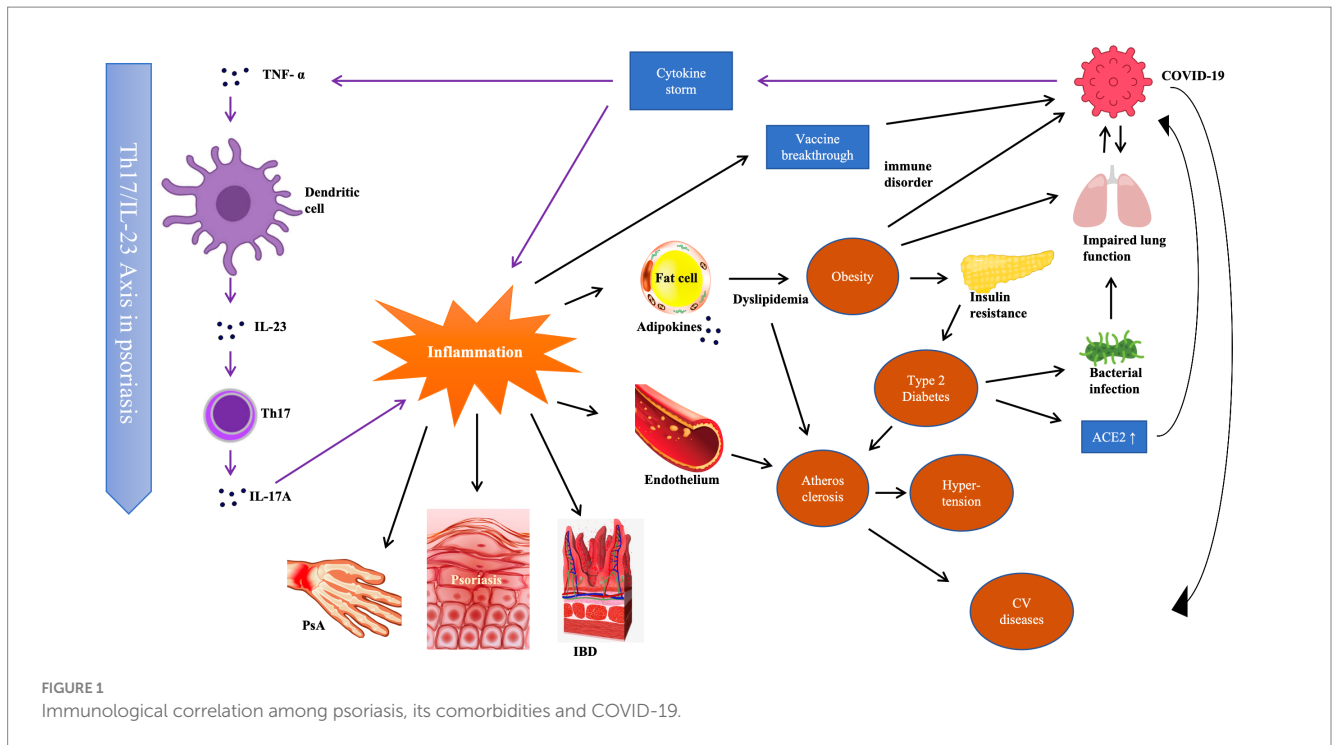 Th17/IL-23 Axis in psoriasis
TNF- α
Dendritic
cell
IL-23
Th17
IL-17A
Cytokine
storm
COVID-19
Vaccine
breakthrough
immune
disorder
Impaired lung
function
Fat cell
Adipokines
Dyslipidemia
Obesity
Insulin
resistance
Inflammation
Type 2
Diabetes
Bacterial
infection
ACE2 ↑
Endothelium
Atheros
clerosis
Hyper-
tension
CV
diseases
PsA
Psoriasis
IBD
FIGURE 1
Immunological correlation among psoriasis, its comorbidities and COVID-19.